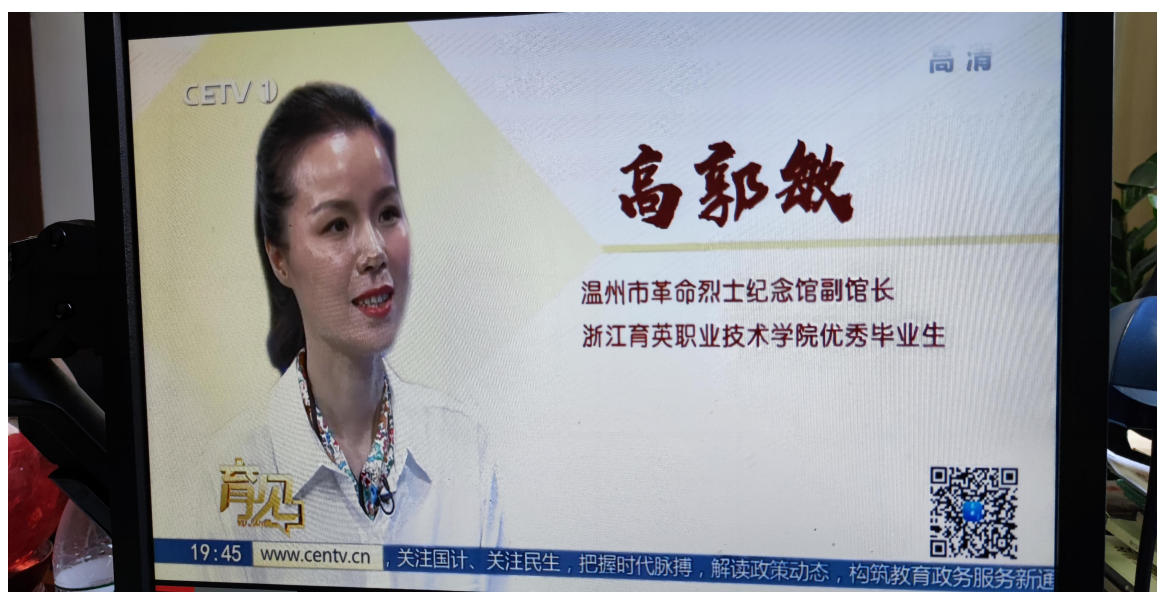 CETV 1
高清
高郭敏
温州市革命烈士纪念馆副馆长
浙江育英职业技术学院优秀毕业生
育见
19:45 www.centv.cn ，关注国计、关注民生，把握时代脉搏，解读政策动态，构筑教育政务服务新通